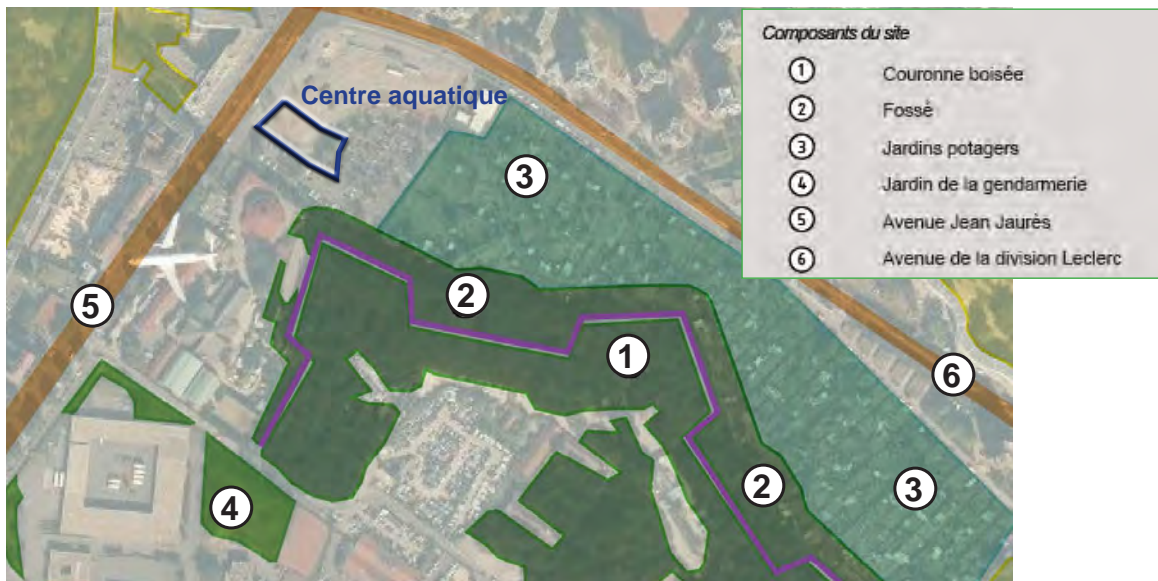 Composants du site
1 Couronne boisée
2 Fossé
3 Jardins potagers
4 Jardin de la gendarmerie
5 Avenue Jean Jaurès
6 Avenue de la division Leclerc
Centre aquatique
3
2
5
1
6
2
3
4